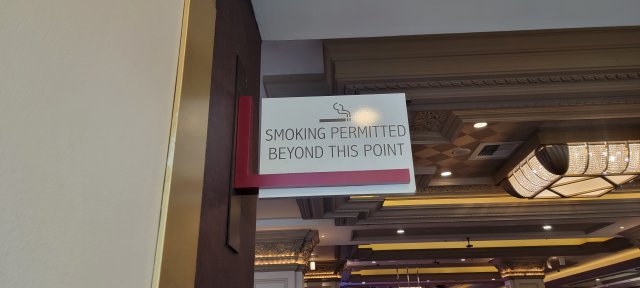 SMOKING PERMITTED
BEYOND THIS POINT